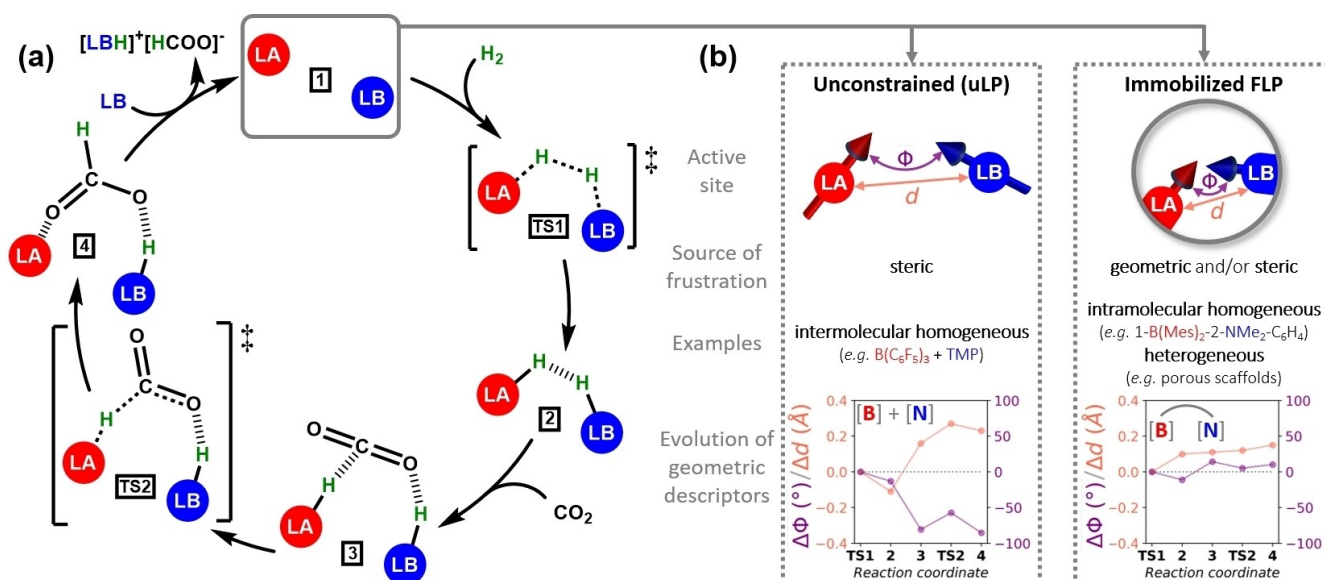 (a)
[LBH]⁺[HCOO]⁻
LB
LA
1
LB
H₂
H
H
LA
LB
TS1
‡
H
LA
H
LB
2
CO₂
O
C
O
H
H
LA
LB
3
O
C
O
H
H
LA
LB
TS2
‡
H
C
O
O
H
LA
LB
4
(b)
Active
site
Source of
frustration
Examples
Evolution of
geometric
descriptors
Unconstrained (uLP)
Φ
LA
LB
d
steric
intermolecular homogeneous
(e.g. B(C₆F₅)₃ + TMP)
[B] + [N]
ΔΦ (°) / Δd (Å)
0.4
0.2
0.0
−0.2
−0.4
100
50
0
−50
−100
TS1 2 3 TS2 4
Reaction coordinate
Immobilized FLP
Φ
LA
LB
d
geometric and/or steric
intramolecular homogeneous
(e.g. 1-B(Mes)₂-2-NMe₂-C₆H₄)
heterogeneous
(e.g. porous scaffolds)
[B] [N]
ΔΦ (°) / Δd (Å)
0.4
0.2
0.0
−0.2
−0.4
100
50
0
−50
−100
TS1 2 3 TS2 4
Reaction coordinate